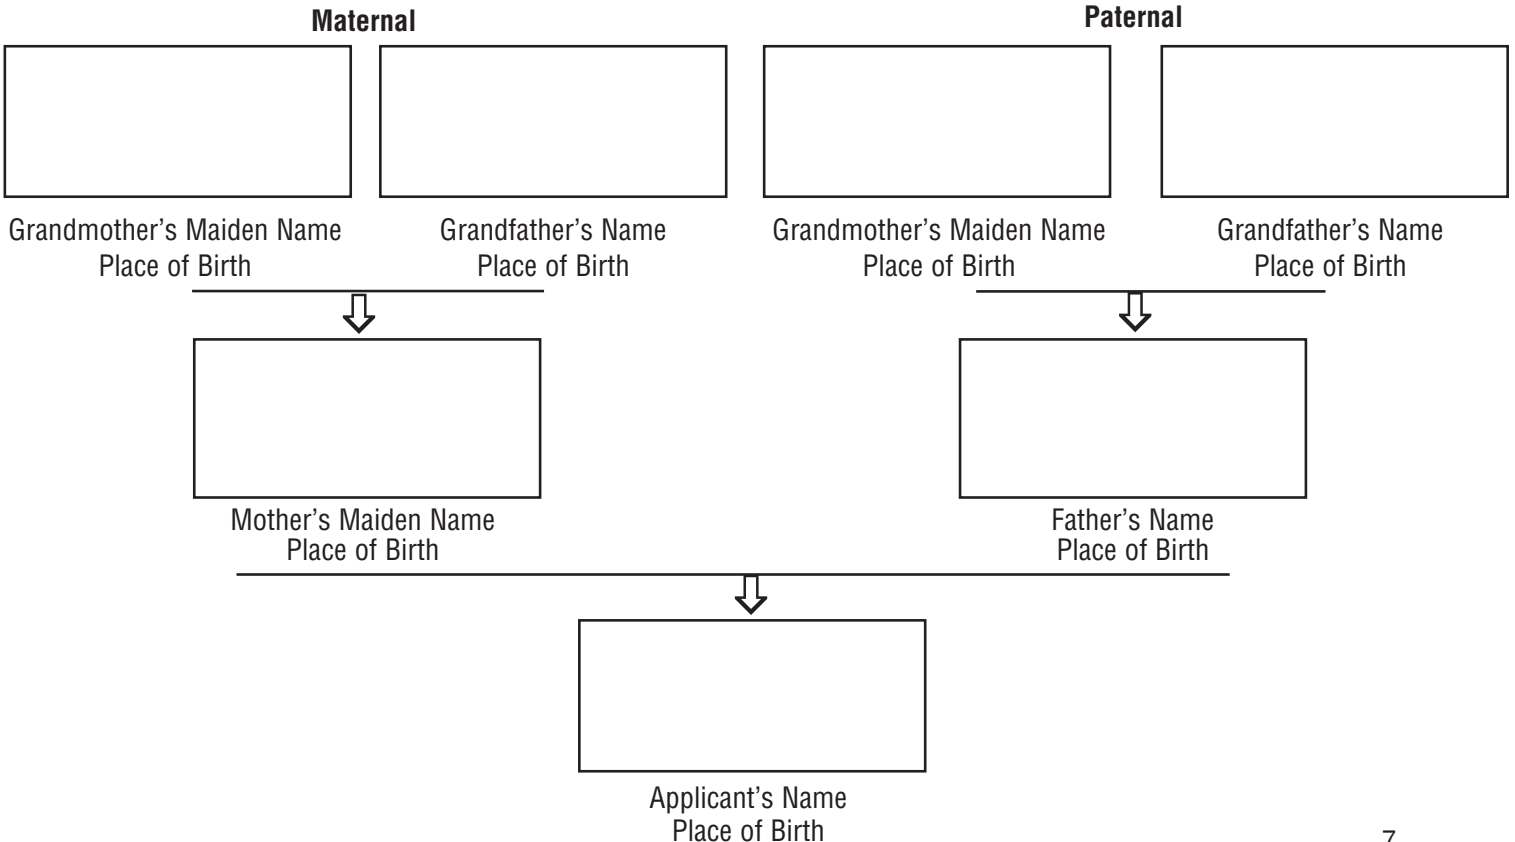 Maternal
Paternal
Grandmother’s Maiden Name
Place of Birth
Grandfather’s Name
Place of Birth
Grandmother’s Maiden Name
Place of Birth
Grandfather’s Name
Place of Birth
Mother’s Maiden Name
Place of Birth
Father’s Name
Place of Birth
Applicant’s Name
Place of Birth
7